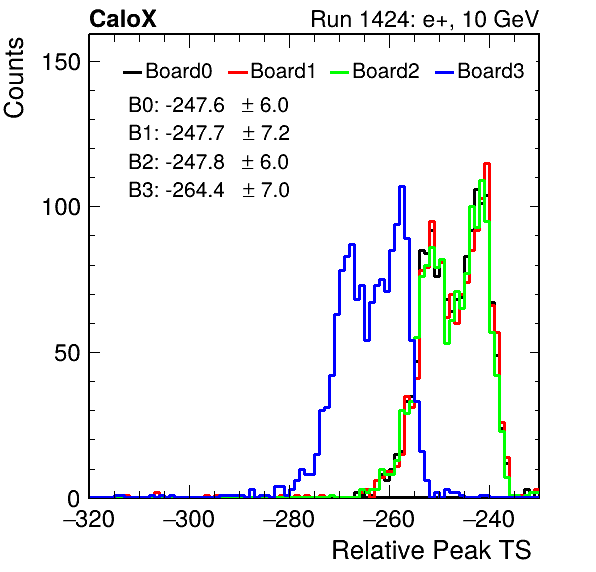 CaloX Run 1424: e+, 10 GeV
Counts
Board0 Board1 Board2 Board3
B0: -247.6 ± 6.0
B1: -247.7 ± 7.2
B2: -247.8 ± 6.0
B3: -264.4 ± 7.0
150
100
50
0
−320 −300 −280 −260 −240
Relative Peak TS